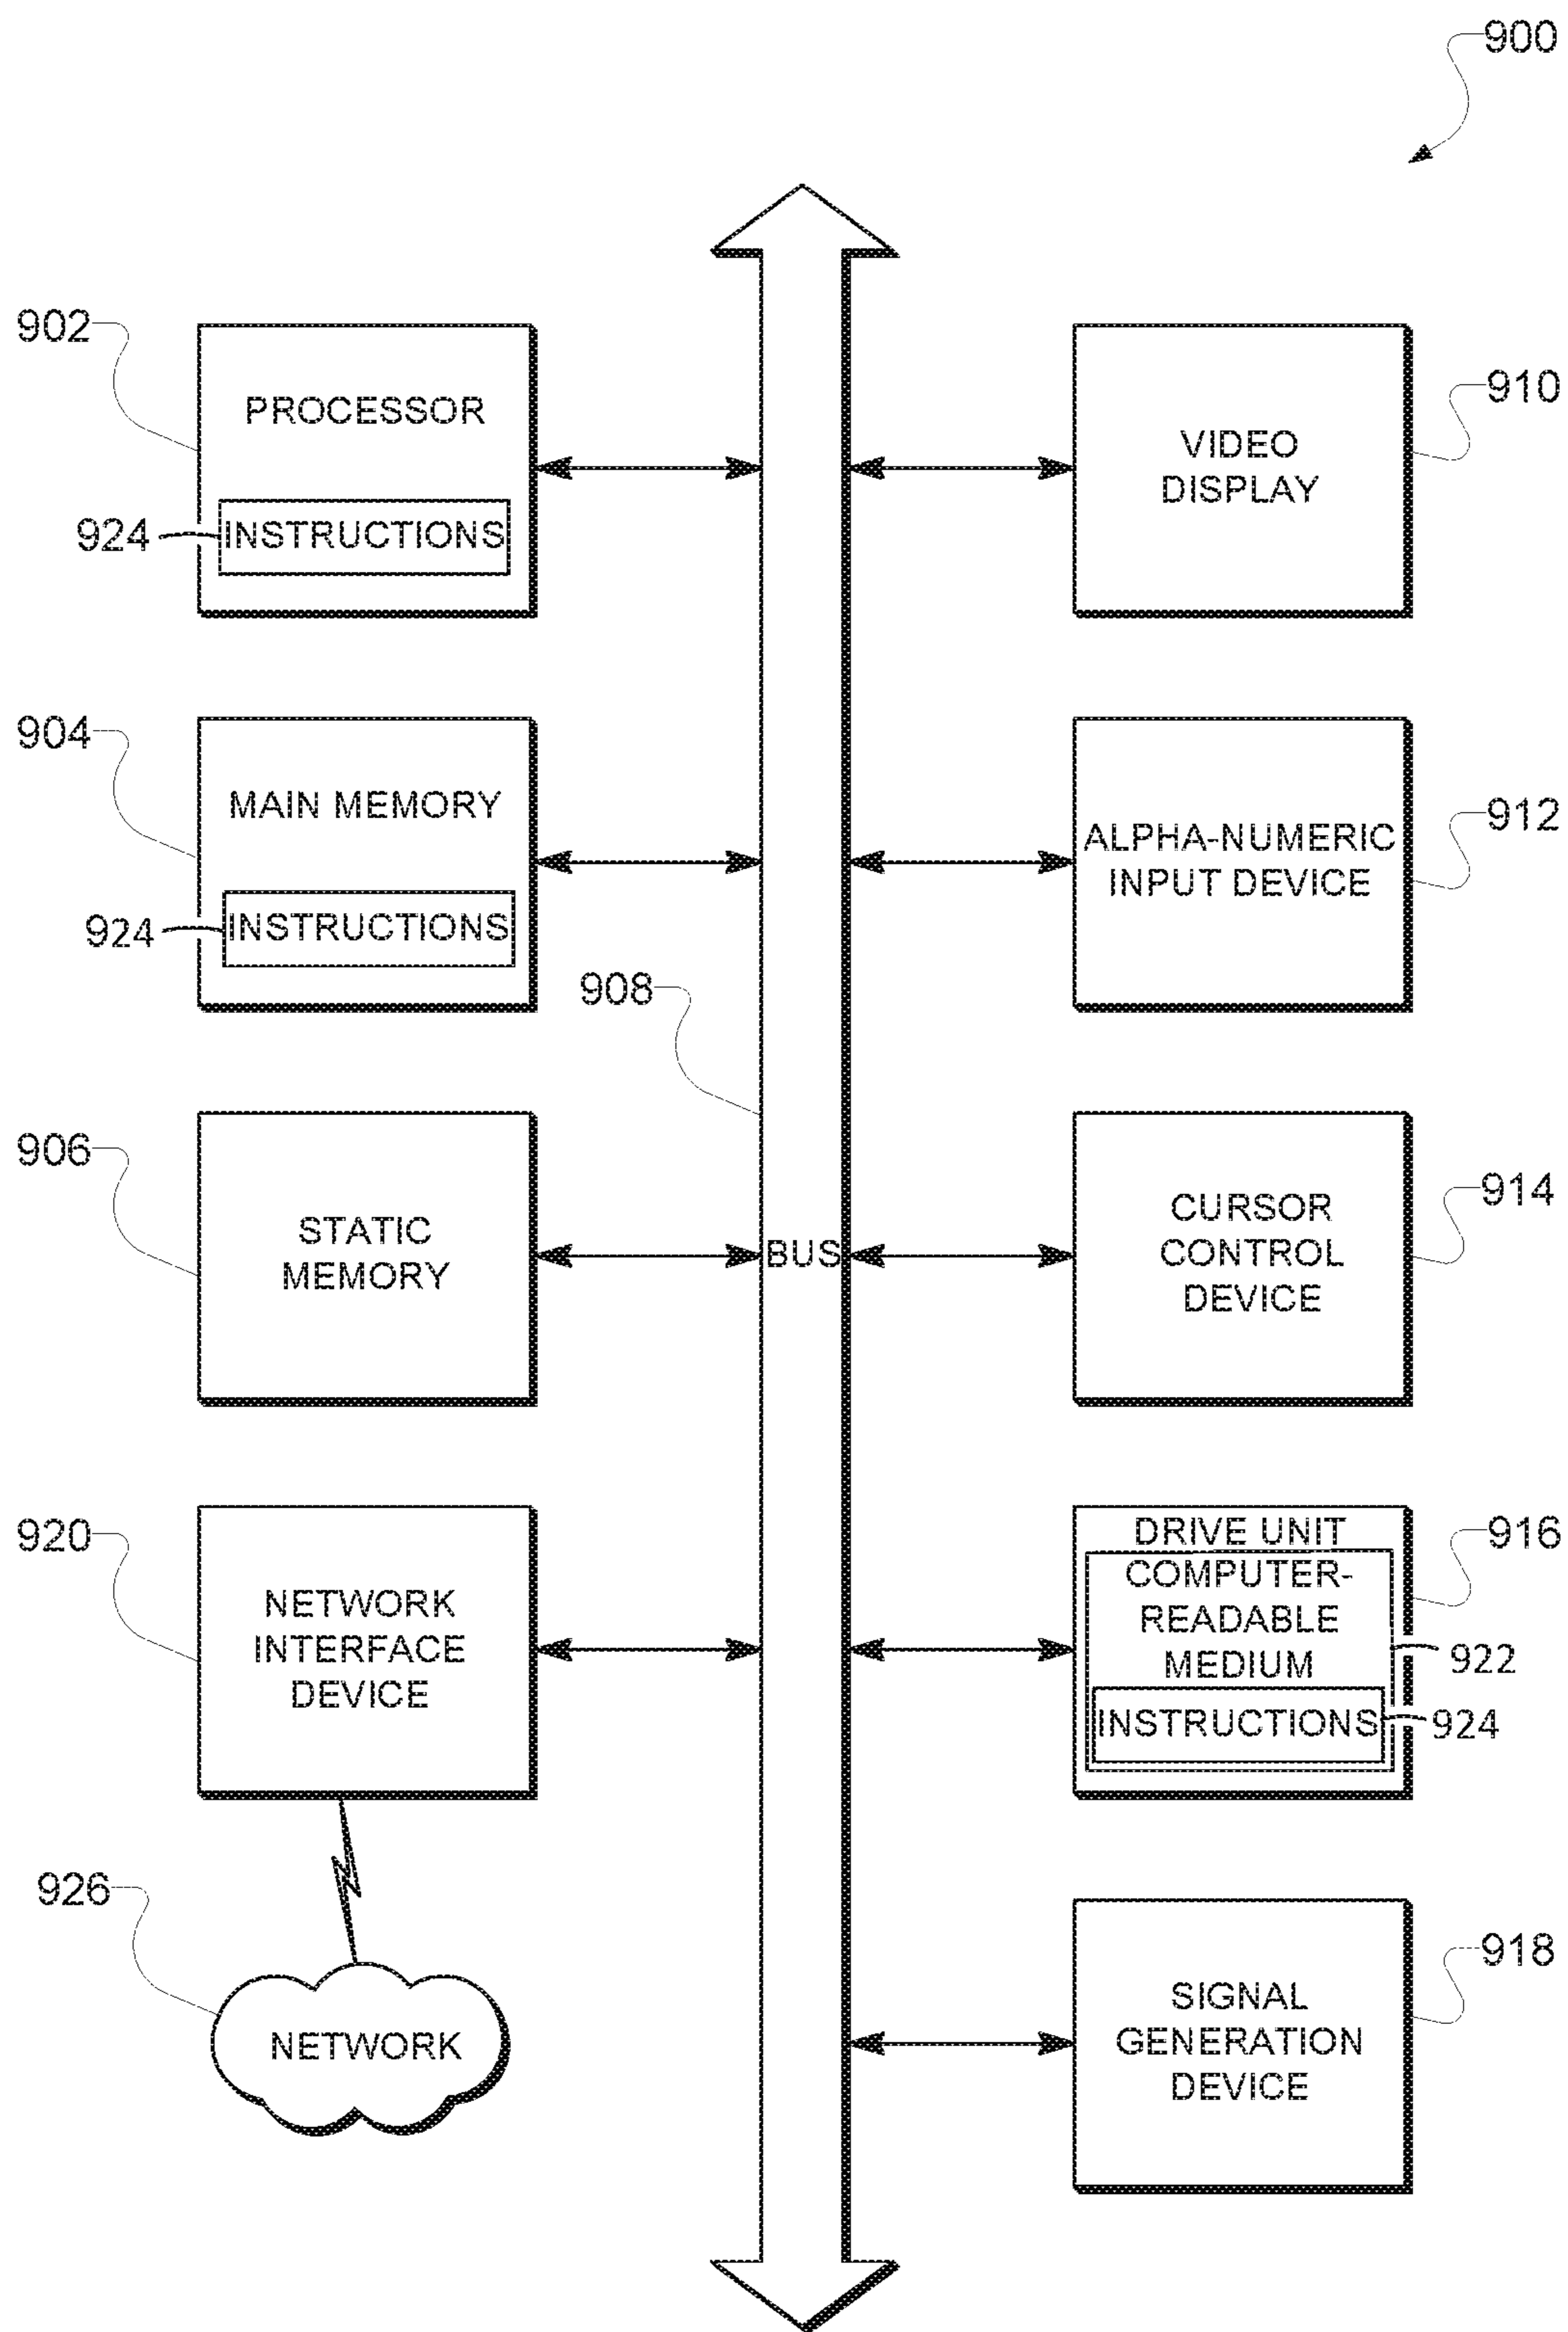 900
902
PROCESSOR
924
INSTRUCTIONS
910
VIDEO
DISPLAY
904
MAIN MEMORY
924
INSTRUCTIONS
912
ALPHA-NUMERIC
INPUT DEVICE
908
906
STATIC
MEMORY
BUS
914
CURSOR
CONTROL
DEVICE
920
NETWORK
INTERFACE
DEVICE
916
DRIVE UNIT
COMPUTER-
READABLE
MEDIUM
922
INSTRUCTIONS
924
926
NETWORK
918
SIGNAL
GENERATION
DEVICE